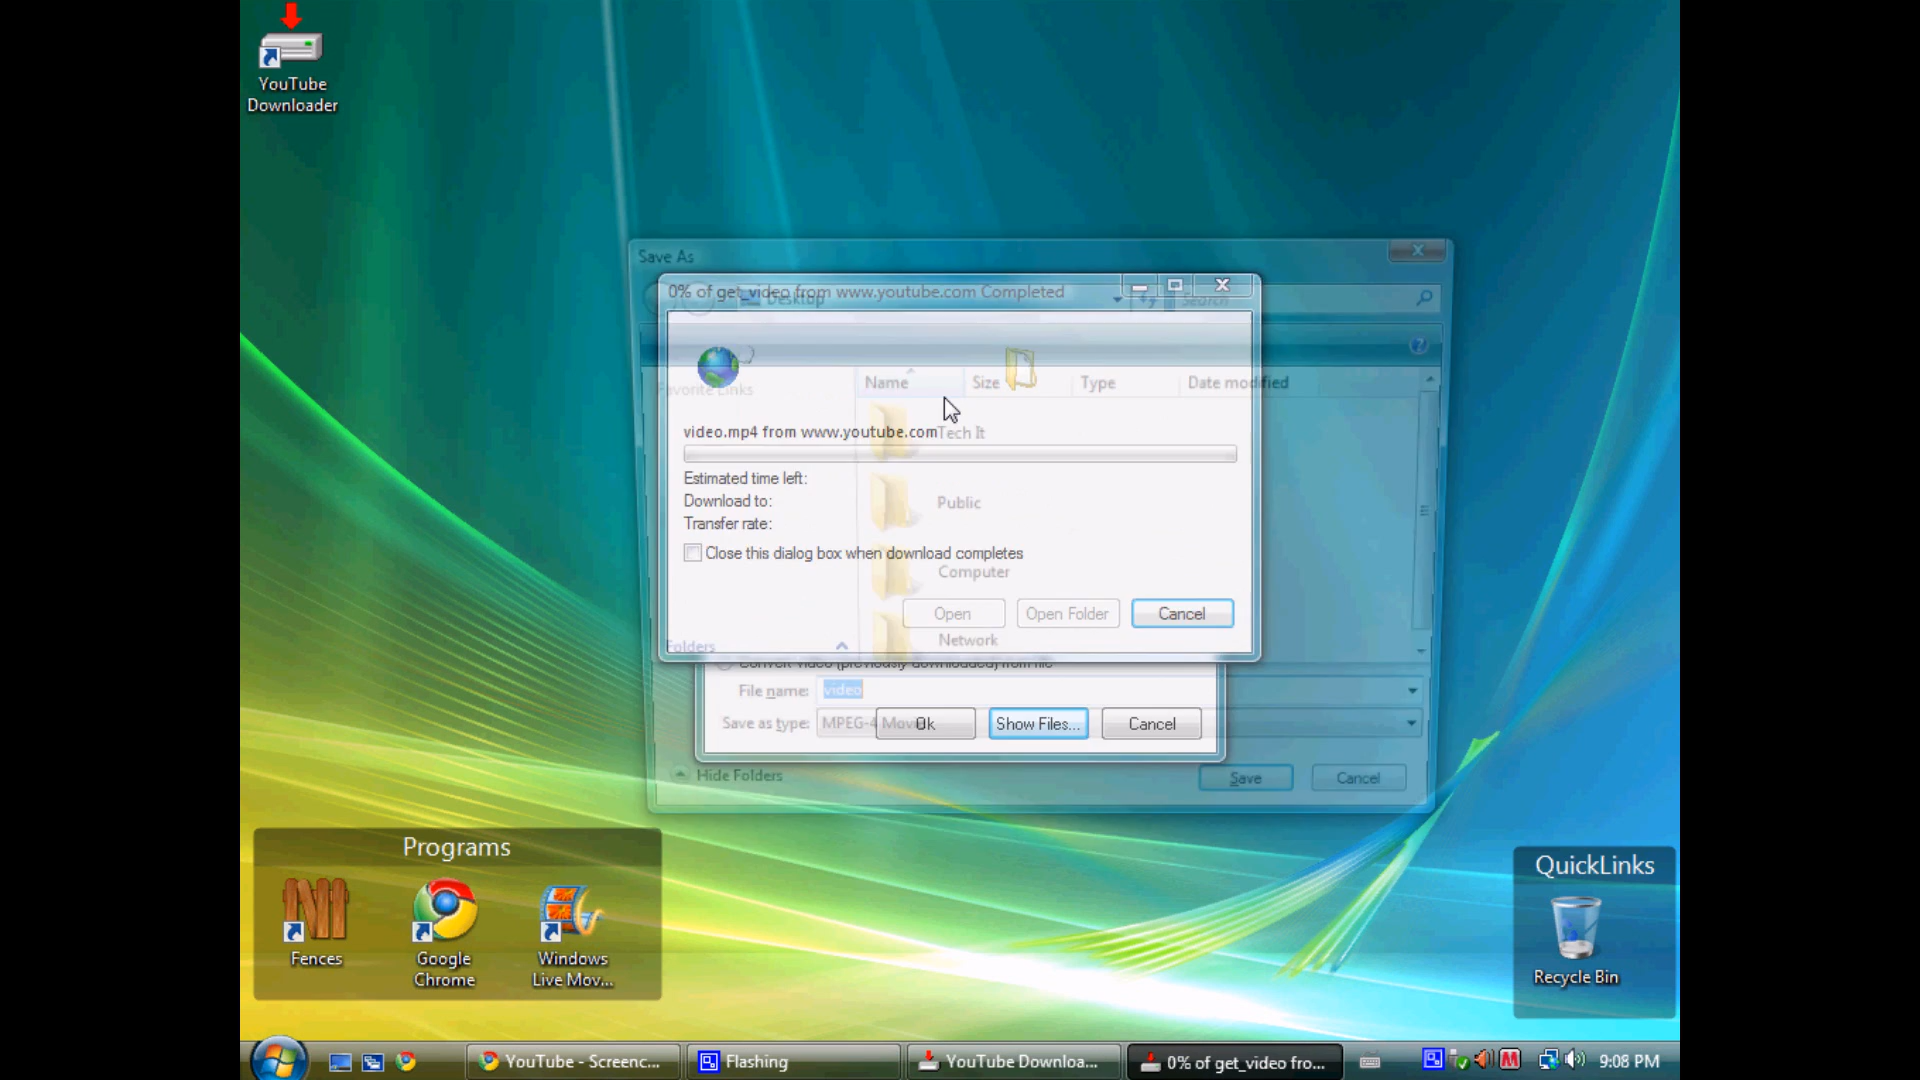 YouTube
Downloader
Save As
0% of get_video from www.youtube.com Completed
Desktop
Search
Favorite Links
Name
Size
Type
Date modified
video.mp4 from www.youtube.com
Tech It
Estimated time left:
Download to:
Public
Transfer rate:
Close this dialog box when download completes
Computer
Open
Open Folder
Cancel
Folders
Network
Convert video (previously downloaded) from file
File name:
video
Save as type:
MPEG-4 Movie
Ok
Show Files...
Cancel
Hide Folders
Save
Cancel
Programs
Fences
Google
Chrome
Windows
Live Mov...
QuickLinks
Recycle Bin
YouTube - Screenc...
Flashing
YouTube Downloa...
0% of get_video fro...
9:08 PM